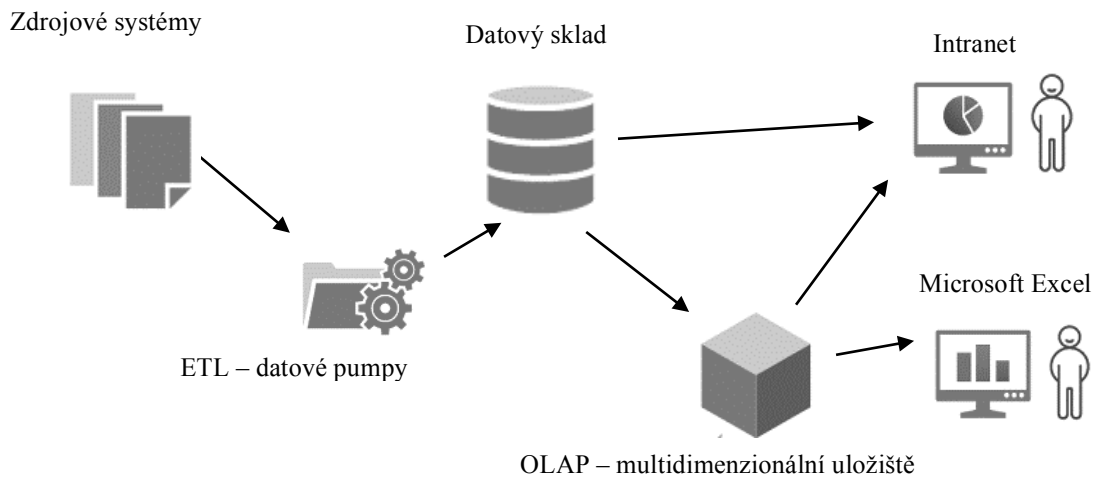 Zdrojové systémy
Datový sklad
Intranet
Microsoft Excel
ETL – datové pumpy
OLAP – multidimenzionální uložiště